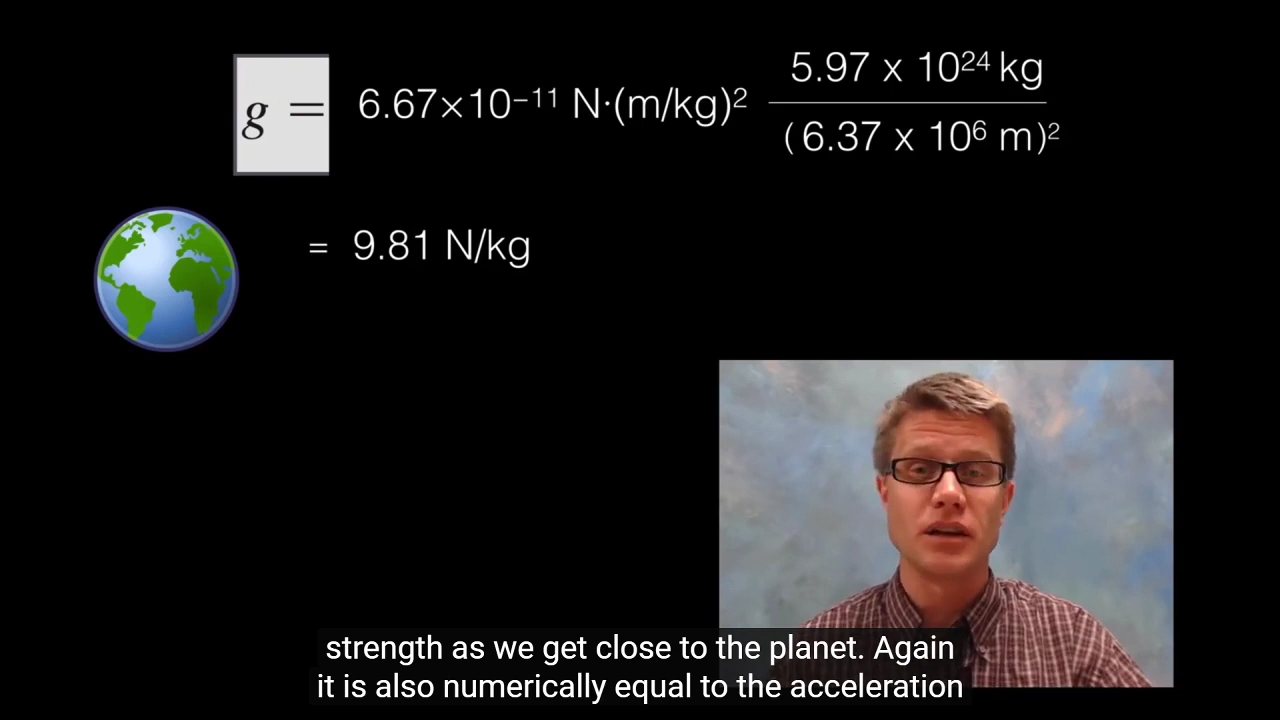 g = 6.67×10⁻¹¹ N·(m/kg)² 5.97 x 10²⁴ kg
(6.37 x 10⁶ m)²
= 9.81 N/kg
strength as we get close to the planet. Again
it is also numerically equal to the acceleration